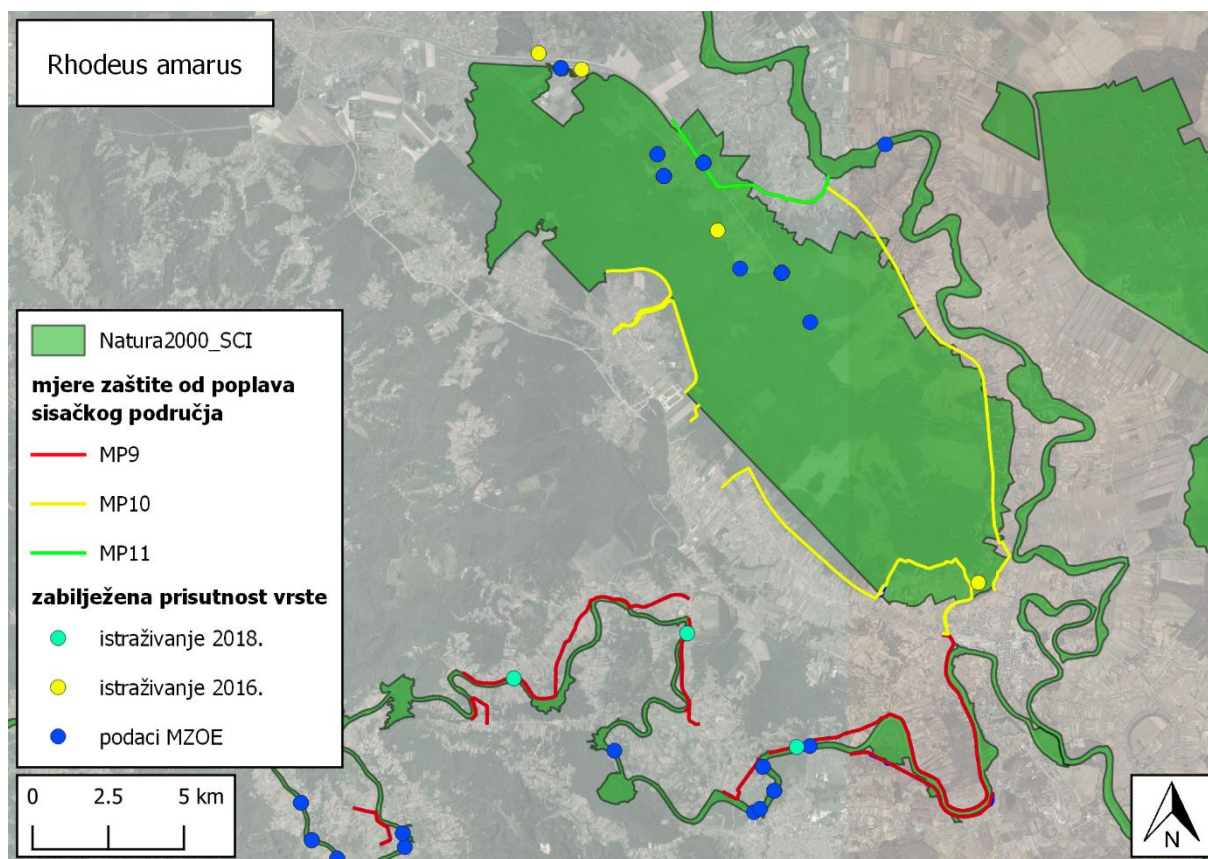 Rhodeus amarus
Natura2000_SCI
mjere zaštite od poplava
sisačkog područja
MP9
MP10
MP11
zabilježena prisutnost vrste
istraživanje 2018.
istraživanje 2016.
podaci MZOE
0 2.5 5 km
N